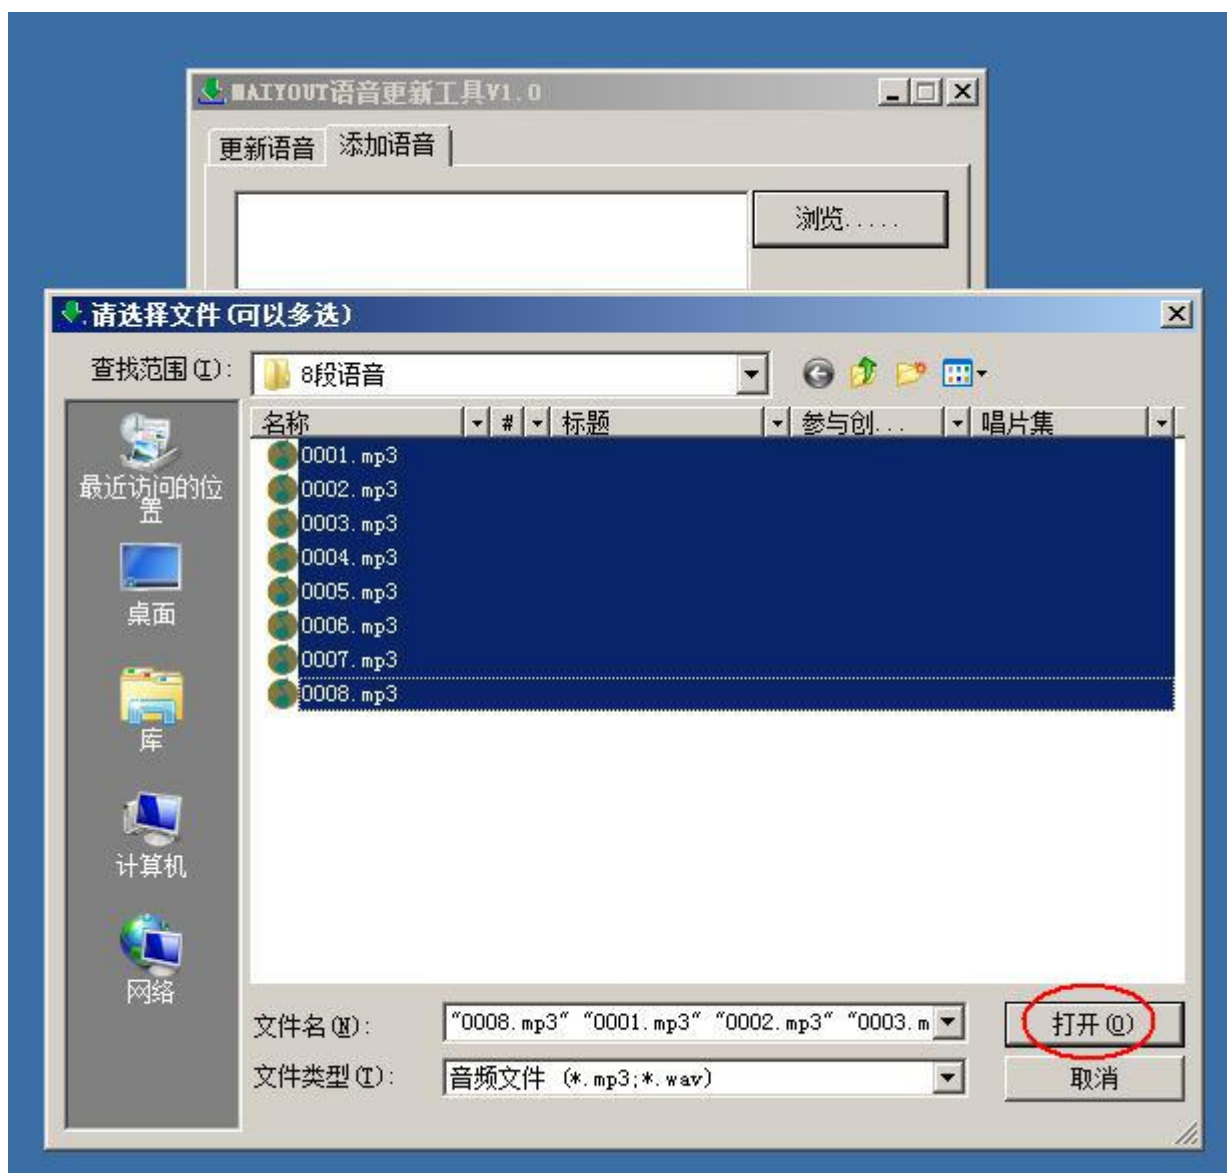 MAIYOUT语音更新工具V1.0
更新语音 添加语音
浏览.....
请选择文件(可以多选)
查找范围(I): 8段语音
名称 # 标题 参与创... 唱片集
0001.mp3
0002.mp3
0003.mp3
0004.mp3
0005.mp3
0006.mp3
0007.mp3
0008.mp3
最近访问的位
置
桌面
库
计算机
网络
文件名(N): "0008.mp3" "0001.mp3" "0002.mp3" "0003.m 打开(O)
文件类型(T): 音频文件 (*.mp3;*.wav) 取消